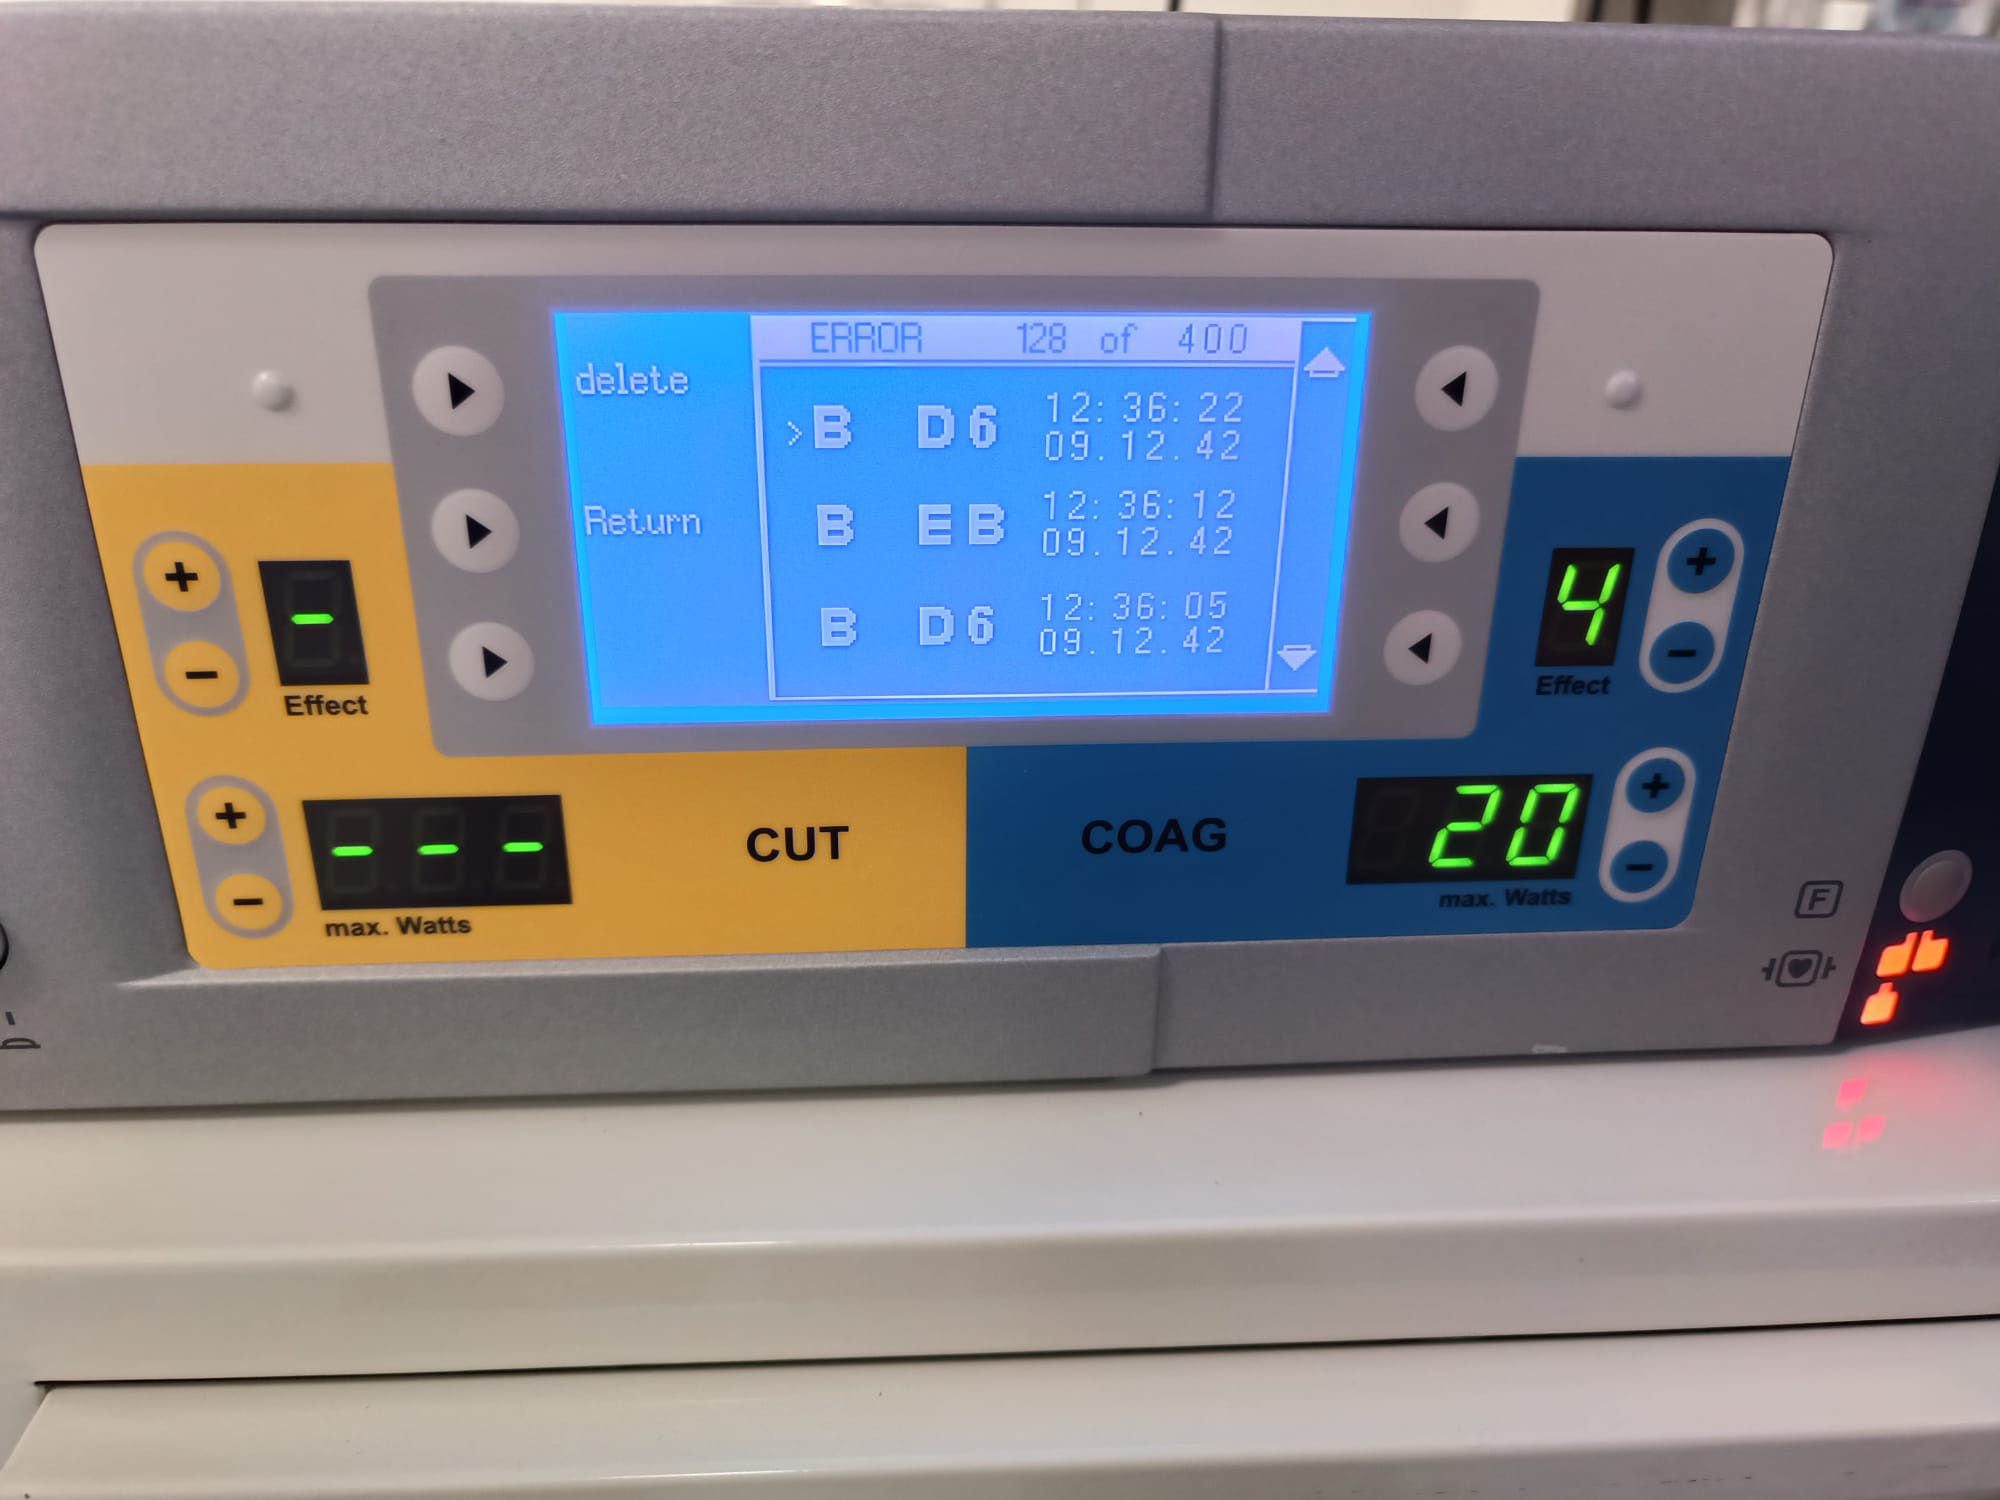 ERROR 128 of 400
delete
>B D6 12:36:22
09.12.42
Return
B EB 12:36:12
09.12.42
B D6 12:36:05
09.12.42
+
-
-
Effect
4
+
-
Effect
+
-
---
max. Watts
CUT
COAG
20
+
-
max. Watts
F